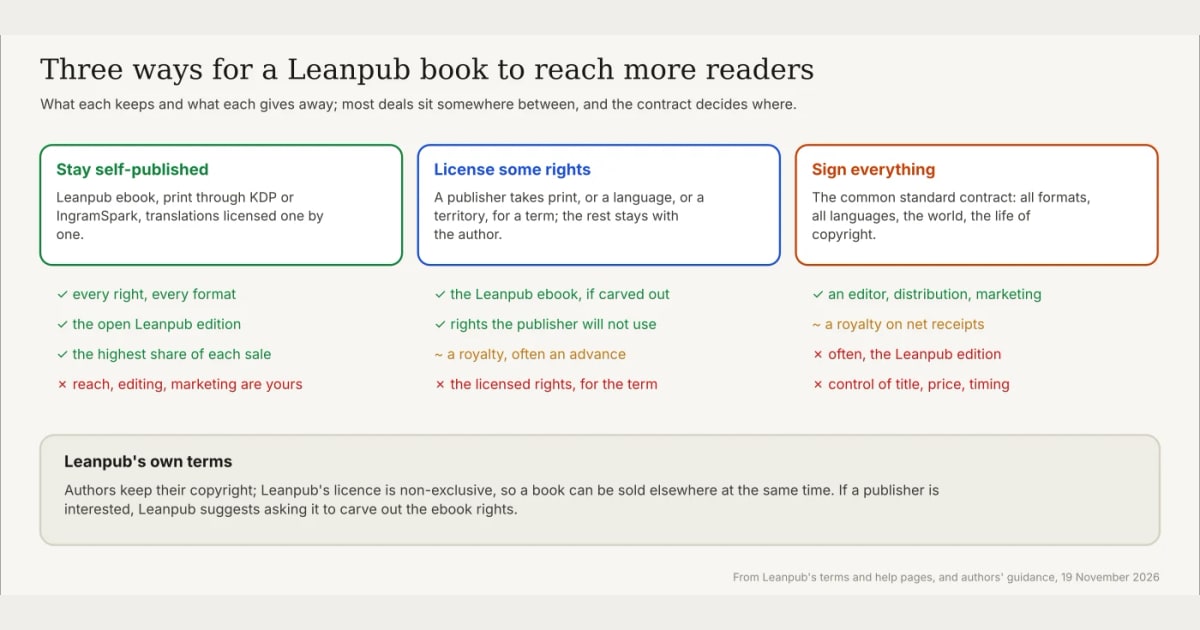 Three ways for a Leanpub book to reach more readers
What each keeps and what each gives away; most deals sit somewhere between, and the contract decides where.
Stay self-published
Leanpub ebook, print through KDP or
IngramSpark, translations licensed one by
one.
✓ every right, every format
✓ the open Leanpub edition
✓ the highest share of each sale
× reach, editing, marketing are yours
License some rights
A publisher takes print, or a language, or a
territory, for a term; the rest stays with
the author.
✓ the Leanpub ebook, if carved out
✓ rights the publisher will not use
~ a royalty, often an advance
× the licensed rights, for the term
Sign everything
The common standard contract: all formats,
all languages, the world, the life of
copyright.
✓ an editor, distribution, marketing
~ a royalty on net receipts
× often, the Leanpub edition
× control of title, price, timing
Leanpub's own terms
Authors keep their copyright; Leanpub's licence is non-exclusive, so a book can be sold elsewhere at the same time. If a publisher is
interested, Leanpub suggests asking it to carve out the ebook rights.
From Leanpub's terms and help pages, and authors' guidance, 19 November 2026